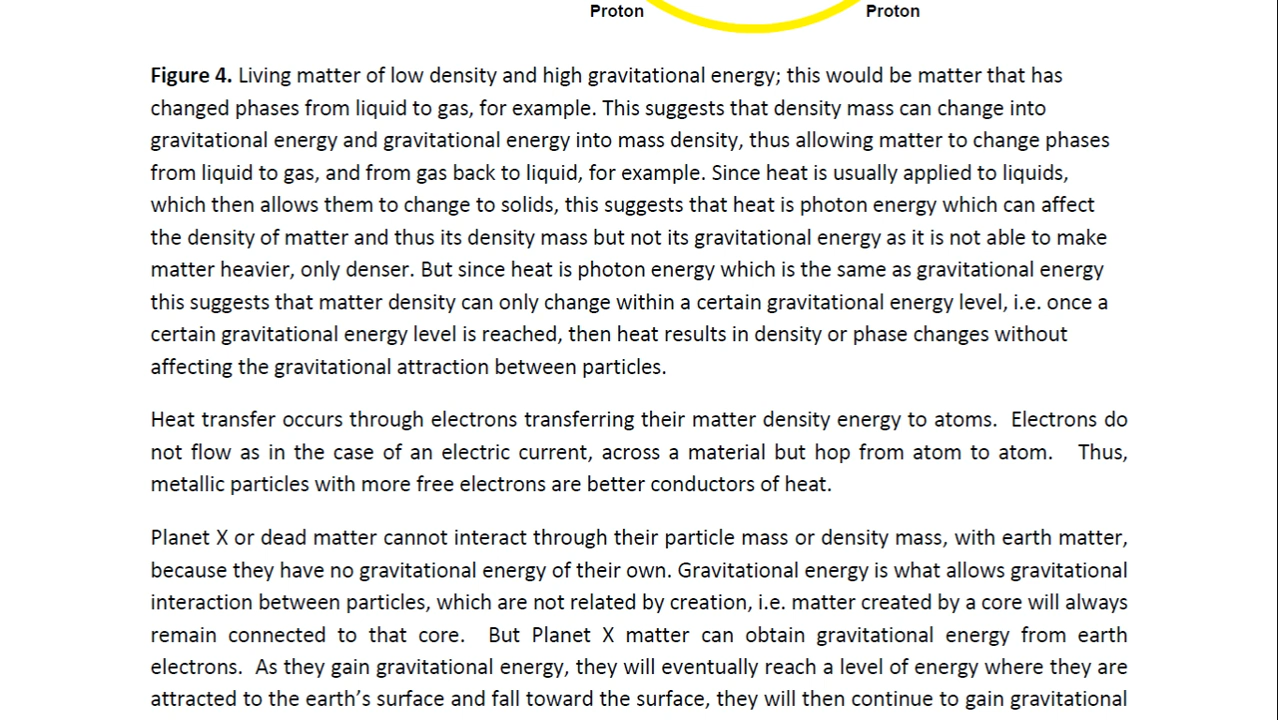 Proton Proton
Figure 4. Living matter of low density and high gravitational energy; this would be matter that has
changed phases from liquid to gas, for example. This suggests that density mass can change into
gravitational energy and gravitational energy into mass density, thus allowing matter to change phases
from liquid to gas, and from gas back to liquid, for example. Since heat is usually applied to liquids,
which then allows them to change to solids, this suggests that heat is photon energy which can affect
the density of matter and thus its density mass but not its gravitational energy as it is not able to make
matter heavier, only denser. But since heat is photon energy which is the same as gravitational energy
this suggests that matter density can only change within a certain gravitational energy level, i.e. once a
certain gravitational energy level is reached, then heat results in density or phase changes without
affecting the gravitational attraction between particles.
Heat transfer occurs through electrons transferring their matter density energy to atoms. Electrons do
not flow as in the case of an electric current, across a material but hop from atom to atom. Thus,
metallic particles with more free electrons are better conductors of heat.
Planet X or dead matter cannot interact through their particle mass or density mass, with earth matter,
because they have no gravitational energy of their own. Gravitational energy is what allows gravitational
interaction between particles, which are not related by creation, i.e. matter created by a core will always
remain connected to that core. But Planet X matter can obtain gravitational energy from earth
electrons. As they gain gravitational energy, they will eventually reach a level of energy where they are
attracted to the earth's surface and fall toward the surface, they will then continue to gain gravitational